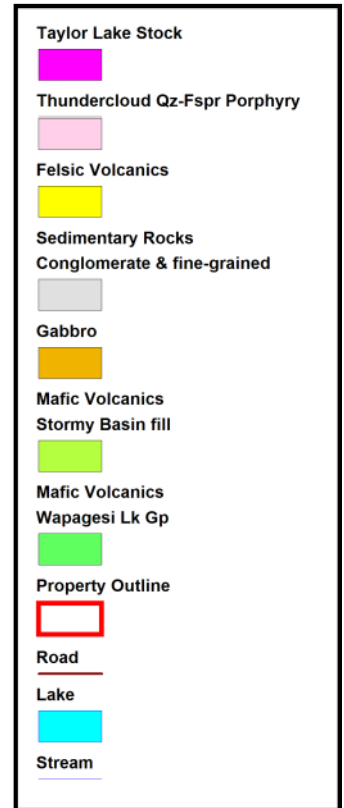 Taylor Lake Stock
Thundercloud Qz-Fspr Porphyry
Felsic Volcanics
Sedimentary Rocks
Conglomerate & fine-grained
Gabbro
Mafic Volcanics
Stormy Basin fill
Mafic Volcanics
Wapagesi Lk Gp
Property Outline
Road
Lake
Stream